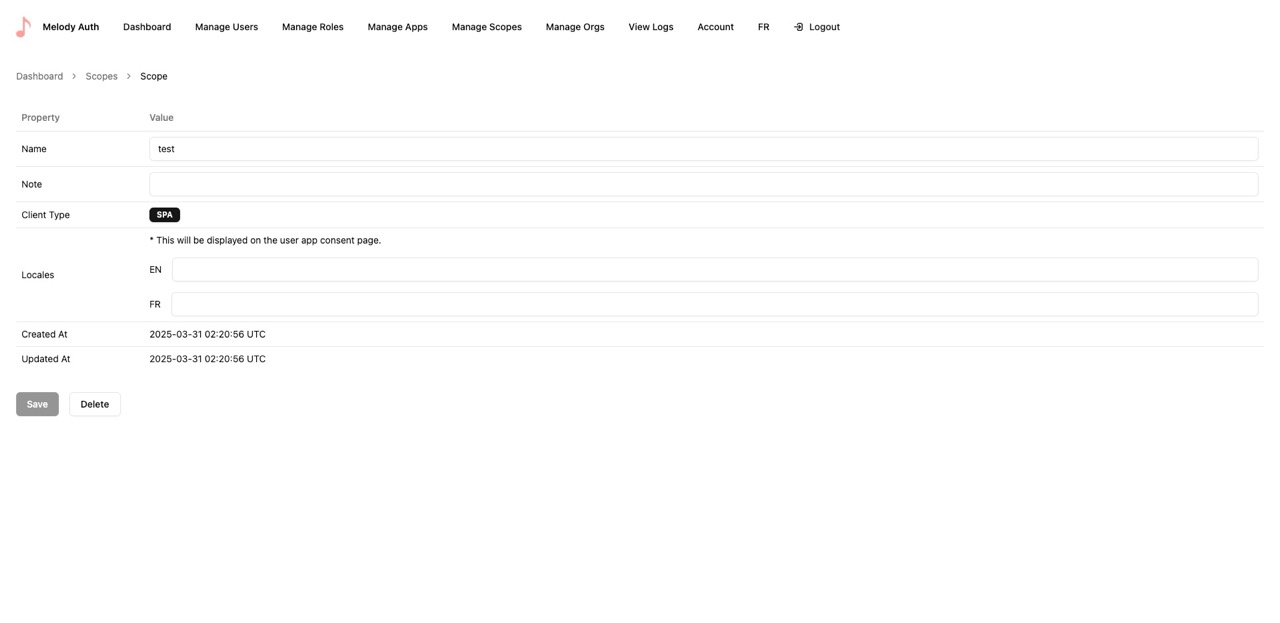 Melody Auth Dashboard Manage Users Manage Roles Manage Apps Manage Scopes Manage Orgs View Logs Account FR Logout
Dashboard > Scopes > Scope
Property Value
Name test
Note
Client Type SPA
* This will be displayed on the user app consent page.
Locales
EN
FR
Created At 2025-03-31 02:20:56 UTC
Updated At 2025-03-31 02:20:56 UTC
Save Delete